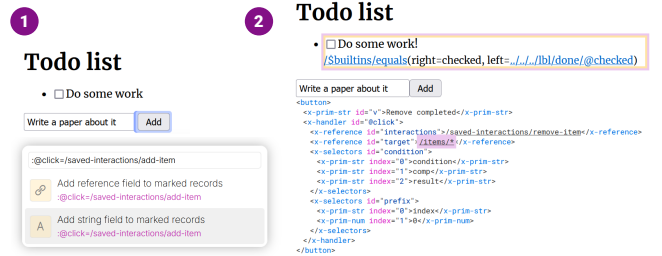 1
Todo list
Do some work
Write a paper about it Add
:@click=/saved-interactions/add-item
Add reference field to marked records
:@click=/saved-interactions/add-item
A
Add string field to marked records
:@click=/saved-interactions/add-item
2
Todo list
Do some work!
/$builtins/equals(right=checked, left=../../../lbl/done/@checked)
Write a paper about it Add
<button>
<x-prim-str id="v">Remove completed</x-prim-str>
<x-handler id="@click">
<x-reference id="interactions">/saved-interactions/remove-item</x-reference>
<x-reference id="target">/items/*</x-reference>
<x-selectors id="condition">
<x-prim-str index="0">condition</x-prim-str>
<x-prim-str index="1">comp</x-prim-str>
<x-prim-str index="2">result</x-prim-str>
</x-selectors>
<x-selectors id="prefix">
<x-prim-str index="0">index</x-prim-str>
<x-prim-num index="1">0</x-prim-num>
</x-selectors>
</x-handler>
</button>